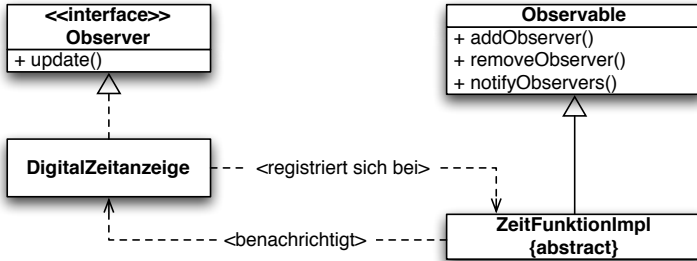 <<interface>>
Observer
+ update()
Observable
+ addObserver()
+ removeObserver()
+ notifyObservers()
DigitalZeitanzeige
<registriert sich bei>
<benachrichtigt>
ZeitFunktionImpl
{abstract}